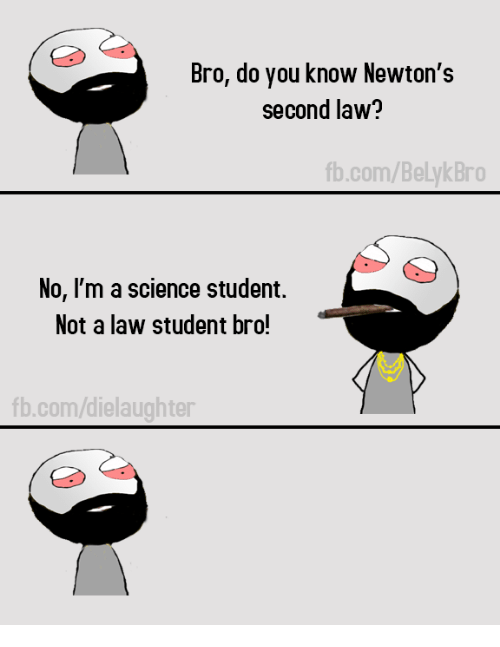 Bro, do you know Newton's
second law?
fb.com/BeLykBro
No, I'm a science student.
Not a law student bro!
fb.com/dielaughter